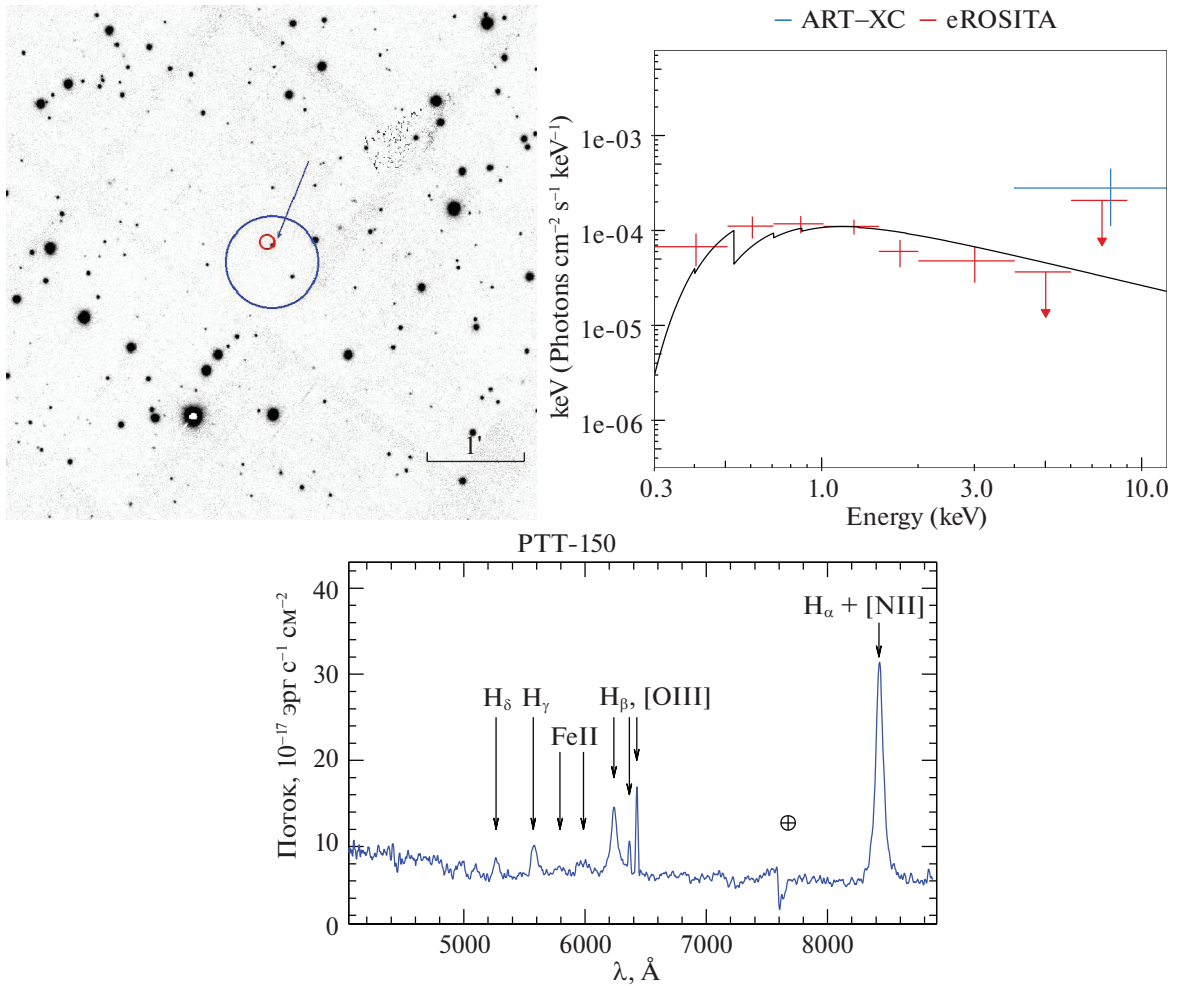 ART–XC eROSITA
1'
keV (Photons cm⁻² s⁻¹ keV⁻¹)
1e-03
1e-04
1e-05
1e-06
0.3 1.0 3.0 10.0
Energy (keV)
PTT-150
Поток, 10⁻¹⁷ эрг с⁻¹ см⁻²
40
30
20
10
0
Hα + [NII]
Hδ Hγ Hβ, [OIII]
FeII
5000 6000 7000 8000
λ, Å